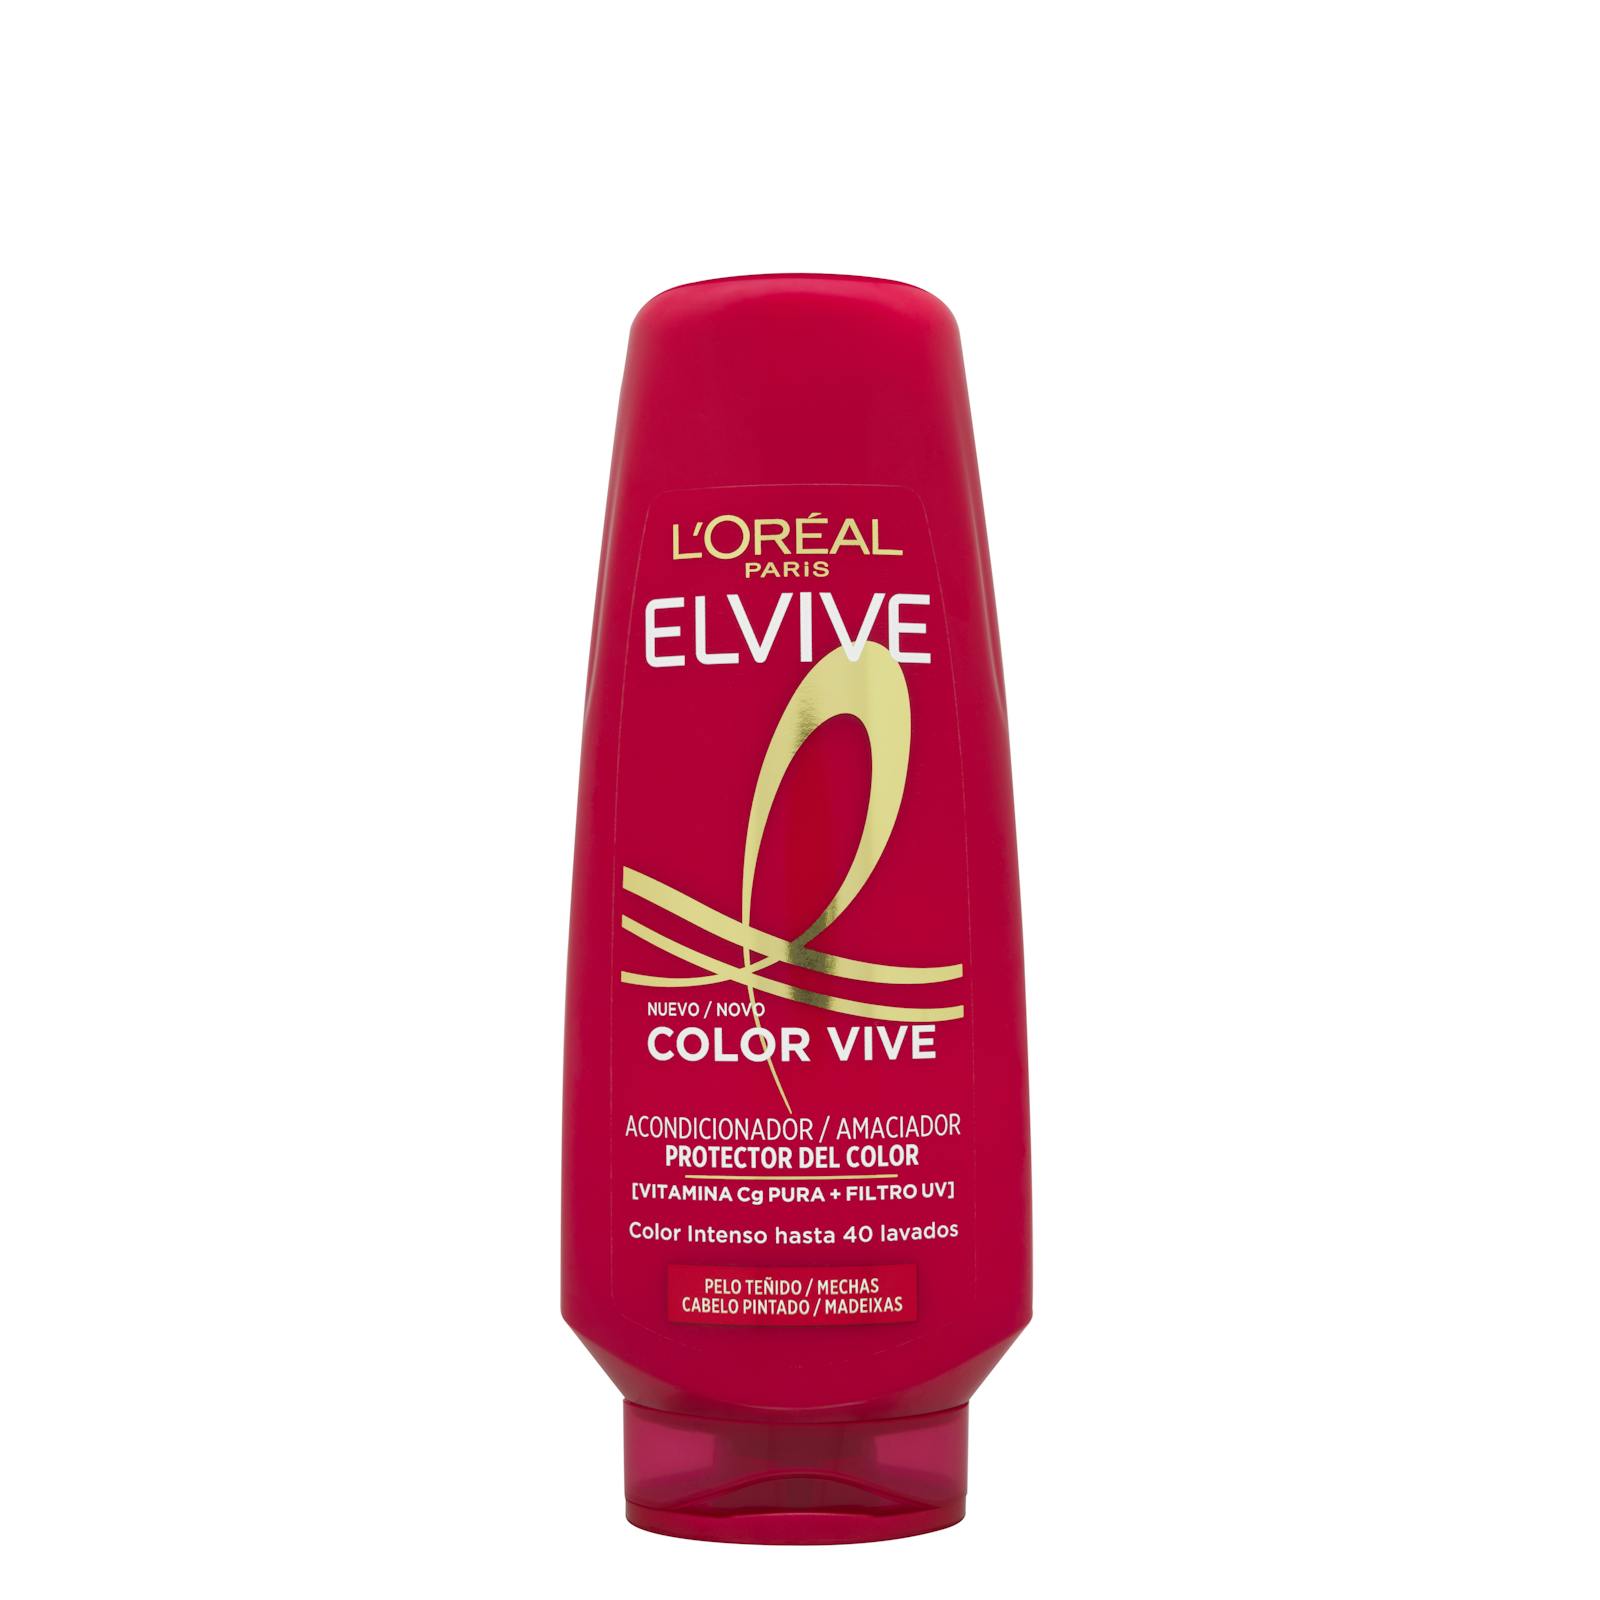 L'ORÉAL
PARiS
ELVIVE
NUEVO / NOVO
COLOR VIVE
ACONDICIONADOR / AMACIADOR
PROTECTOR DEL COLOR
[VITAMINA Cg PURA + FILTRO UV]
Color Intenso hasta 40 lavados
PELO TEÑIDO / MECHAS
CABELO PINTADO / MADEIXAS